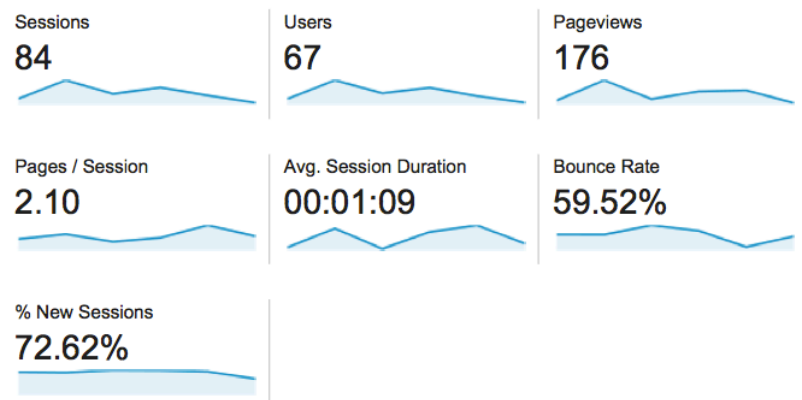 Sessions
84
Users
67
Pageviews
176
Pages / Session
2.10
Avg. Session Duration
00:01:09
Bounce Rate
59.52%
% New Sessions
72.62%